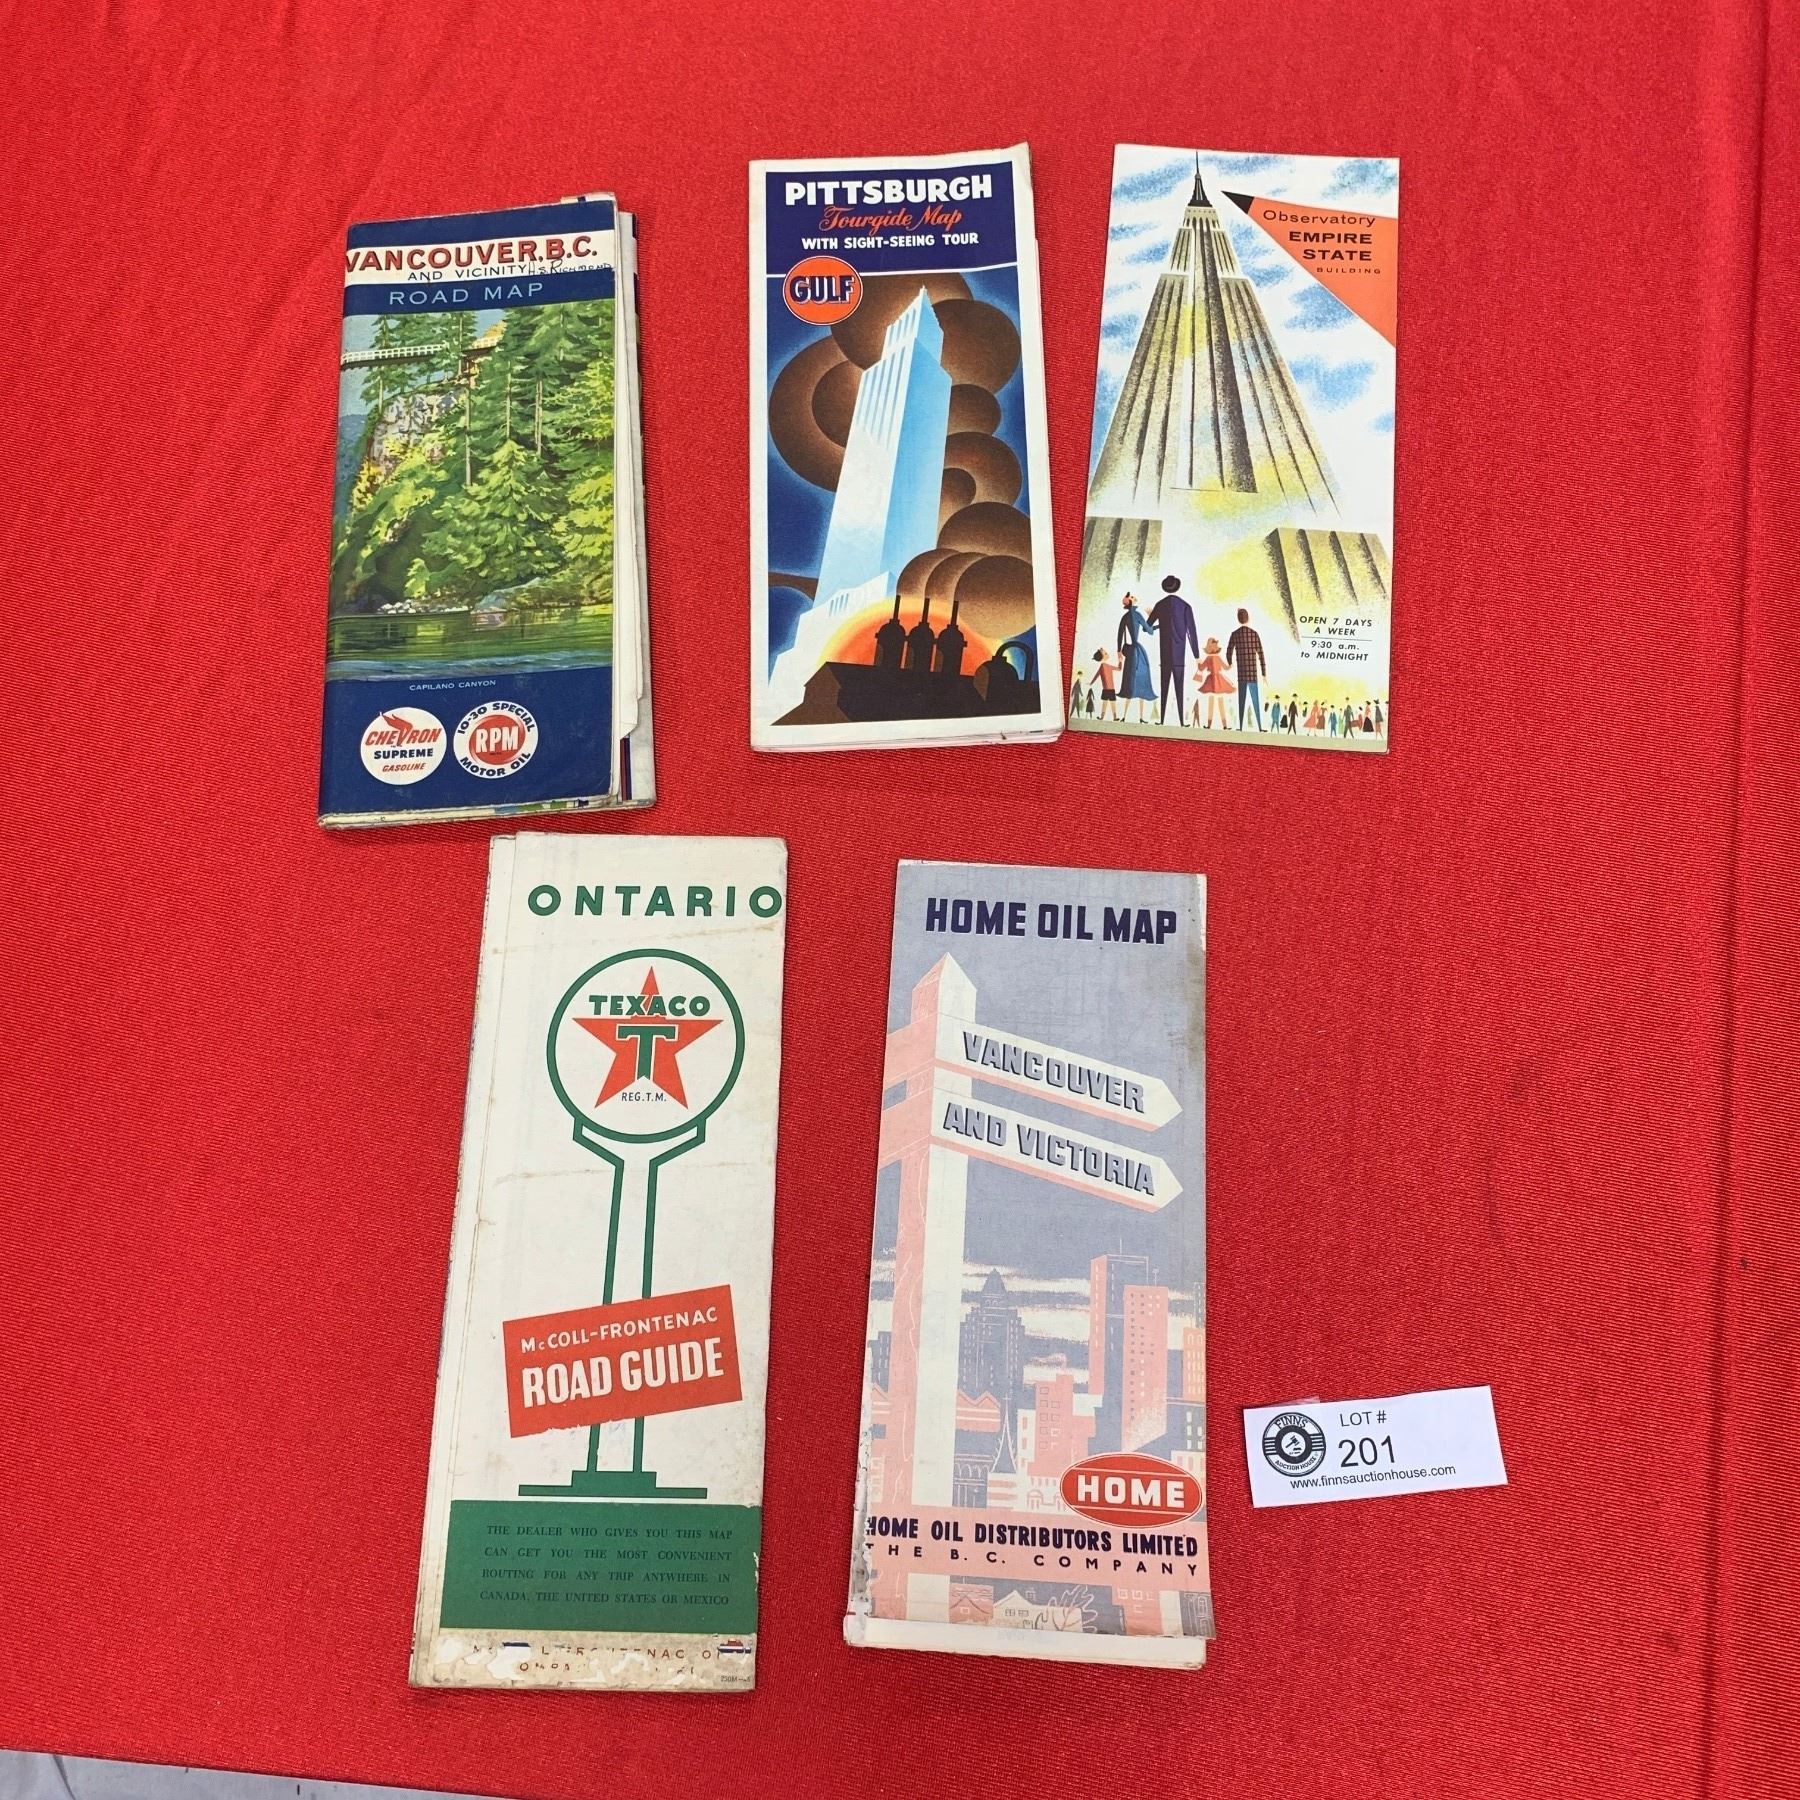 VANCOUVER, B.C.
AND VICINITY H.S. RICHMOND
ROAD MAP
CAPILANO CANYON
CHEVRON
SUPREME
GASOLINE
10-30 SPECIAL
RPM
MOTOR OIL
PITTSBURGH
Tourgide Map
WITH SIGHT-SEEING TOUR
GULF
Observatory
EMPIRE
STATE
BUILDING
OPEN 7 DAYS
A WEEK
9:30 a.m.
to MIDNIGHT
ONTARIO
TEXACO
T
REG. T.M.
McCOLL-FRONTENAC
ROAD GUIDE
THE DEALER WHO GIVES YOU THIS MAP
CAN GET YOU THE MOST CONVENIENT
ROUTING FOR ANY TRIP ANYWHERE IN
CANADA, THE UNITED STATES OR MEXICO
HOME OIL MAP
VANCOUVER
AND VICTORIA
HOME
HOME OIL DISTRIBUTORS LIMITED
THE B. C. COMPANY
FINNS
AUCTION HOUSE
LOT #
201
www.finnsauctionhouse.com